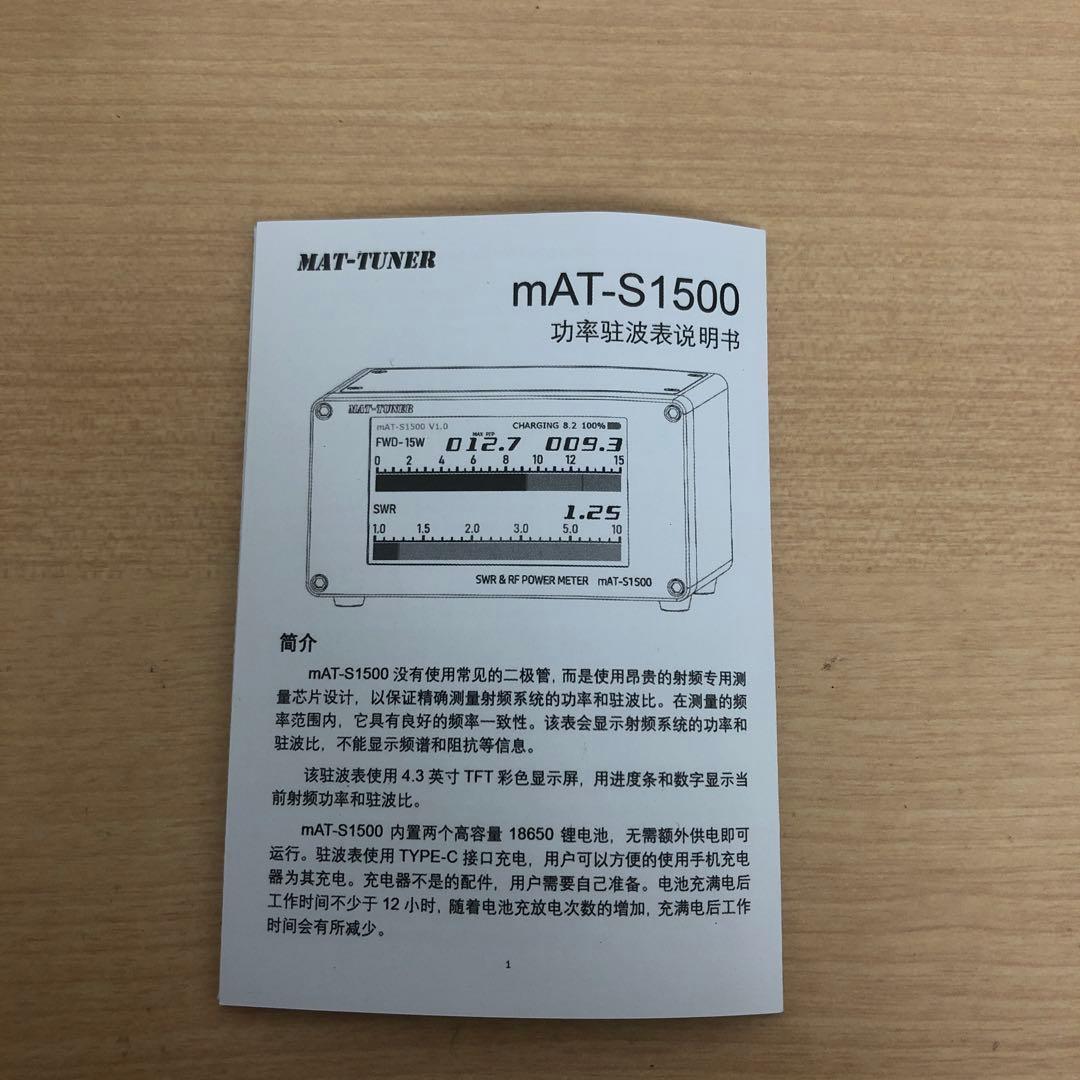 MAT-TUNER
mAT-S1500
功率驻波表说明书
MAT-TUNER
mAT-S1500 V1.0 CHARGING 8.2 100%
FWD-15W MAX PEP 012.7 009.3
0 2 4 6 8 10 12 15
SWR 1.25
1.0 1.5 2.0 3.0 5.0 10
SWR & RF POWER METER mAT-S1500
简介
mAT-S1500 没有使用常见的二极管，而是使用昂贵的射频专用测
量芯片设计，以保证精确测量射频系统的功率和驻波比。在测量的频
率范围内，它具有良好的频率一致性。该表会显示射频系统的功率和
驻波比，不能显示频谱和阻抗等信息。
该驻波表使用 4.3 英寸 TFT 彩色显示屏，用进度条和数字显示当
前射频功率和驻波比。
mAT-S1500 内置两个高容量 18650 锂电池，无需额外供电即可
运行。驻波表使用 TYPE-C 接口充电，用户可以方便的使用手机充电
器为其充电。充电器不是的配件，用户需要自己准备。电池充满电后
工作时间不少于 12 小时，随着电池充放电次数的增加，充满电后工作
时间会有所减少。
1